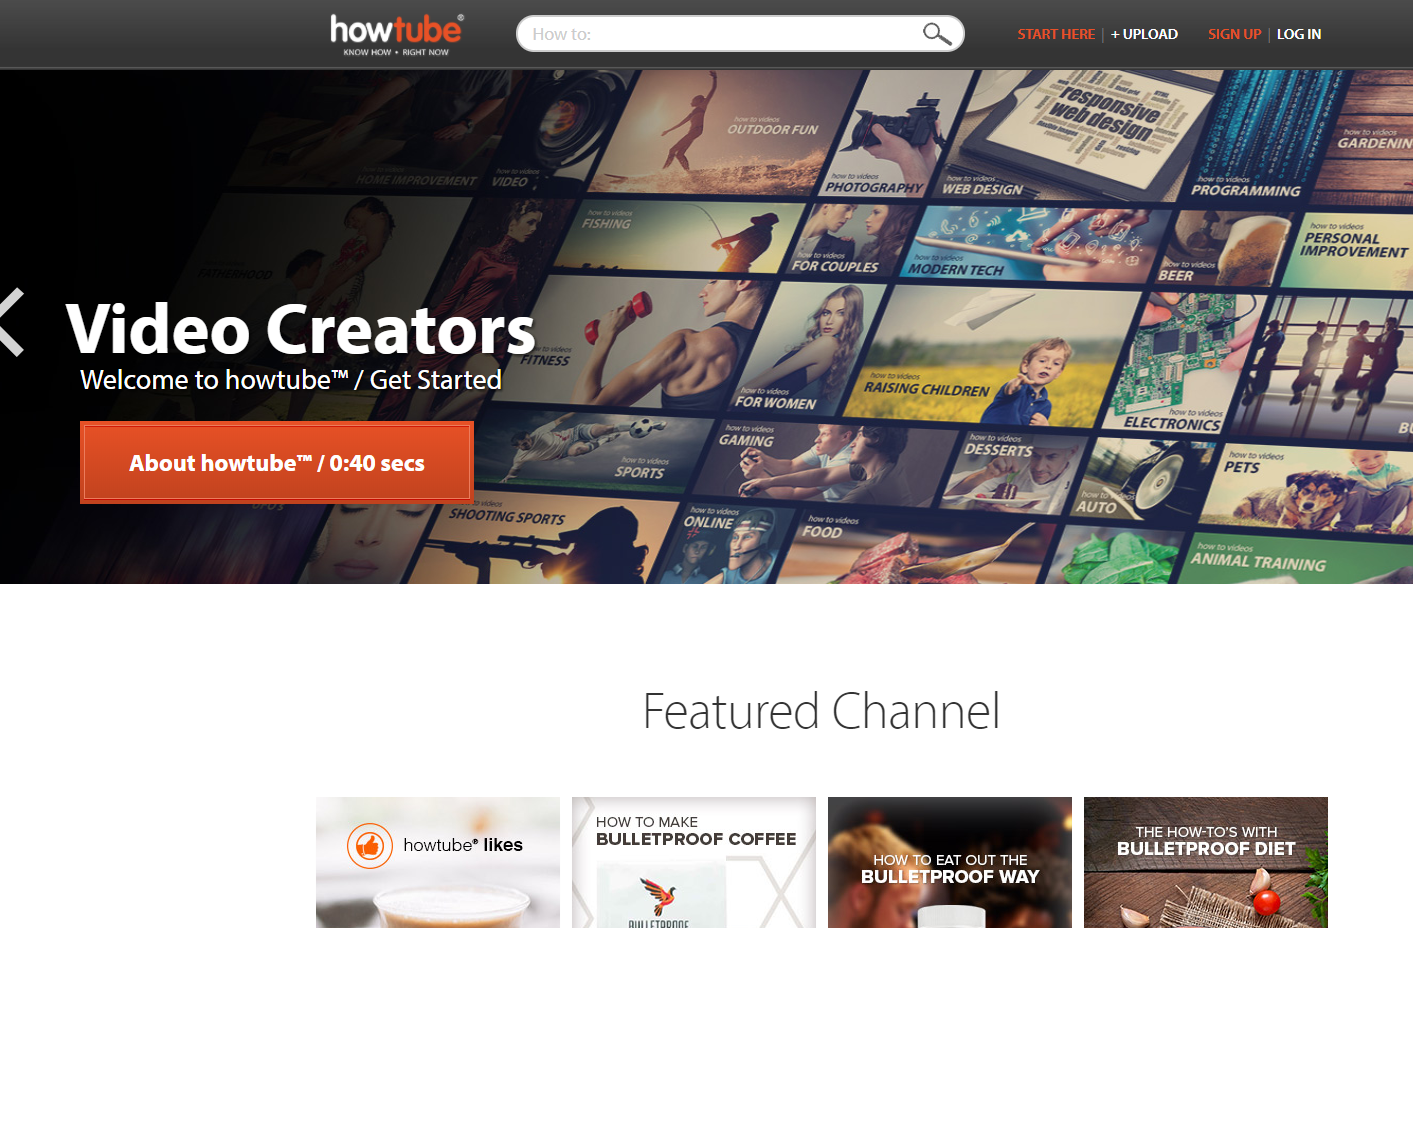 howtube®
KNOW HOW • RIGHT NOW
How to:
START HERE | + UPLOAD
SIGN UP | LOG IN
HOME IMPROVEMENT
how to videos
VIDEO
how to videos
OUTDOOR FUN
how to videos
PHOTOGRAPHY
how to videos
WEB DESIGN
responsive
web design
how to videos
PROGRAMMING
how to videos
GARDENIN
how to videos
FATHERHOOD
how to videos
FISHING
how to videos
FOR COUPLES
how to videos
MODERN TECH
how to videos
BEER
how to videos
PERSONAL
IMPROVEMENT
Video Creators
Welcome to howtube™ / Get Started
About howtube™ / 0:40 secs
how to videos
FITNESS
how to videos
FOR WOMEN
how to videos
RAISING CHILDREN
how to videos
ELECTRONICS
how to videos
SPORTS
how to videos
GAMING
how to videos
DESSERTS
how to videos
AUTO
how to videos
PETS
UFO's
how to videos
SHOOTING SPORTS
how to videos
ONLINE
how to videos
FOOD
how to videos
ANIMAL TRAINING
Featured Channel
howtube® likes
HOW TO MAKE
BULLETPROOF COFFEE
BULLETPROOF
HOW TO EAT OUT THE
BULLETPROOF WAY
THE HOW-TO'S WITH
BULLETPROOF DIET